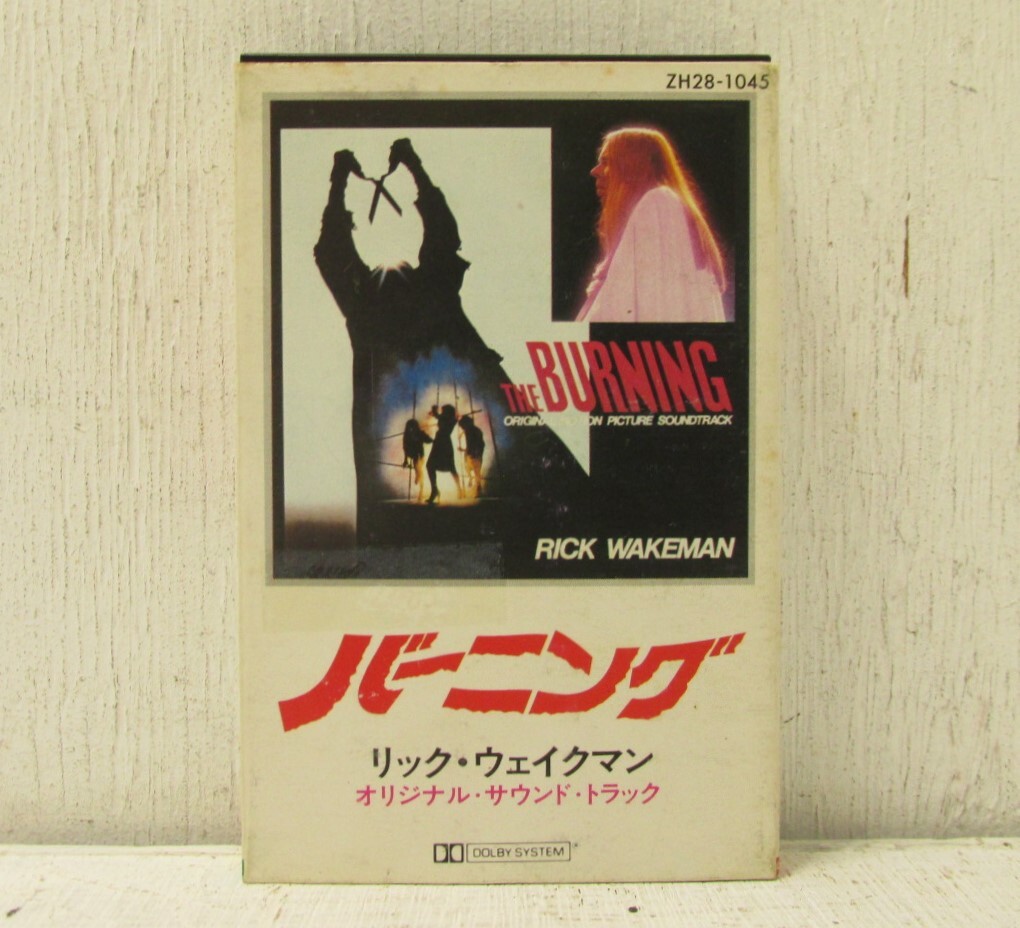 ZH28-1045
THE BURNING
ORIGINAL MOTION PICTURE SOUNDTRACK
RICK WAKEMAN
バーニング
リック・ウェイクマン
オリジナル・サウンド・トラック
DOLBY SYSTEM